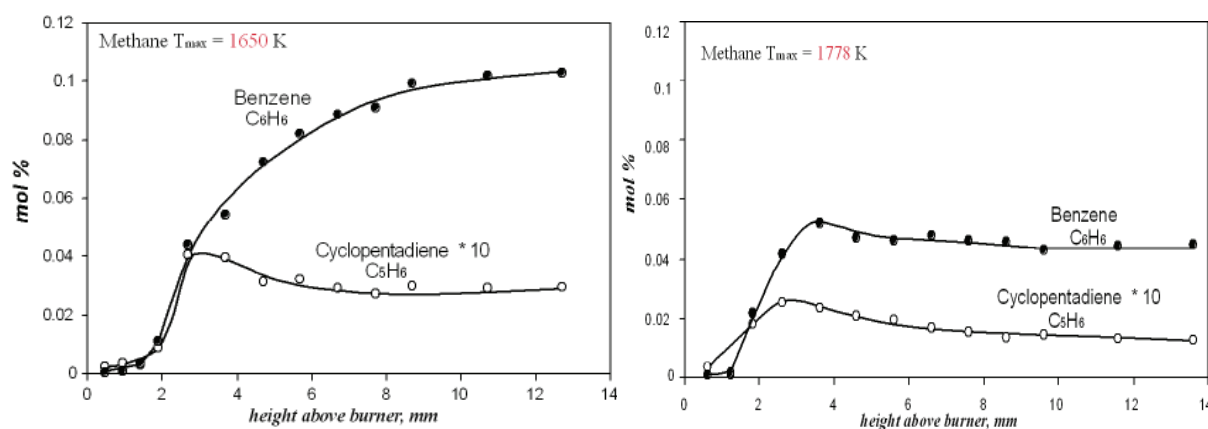 0.12
0.1
0.08
0.06
0.04
0.02
0
mol %
Methane Tmax = 1650 K
Benzene
C6H6
Cyclopentadiene * 10
C5H6
0 2 4 6 8 10 12 14
height above burner, mm
0.12
0.1
0.08
0.06
0.04
0.02
0
mol %
Methane Tmax = 1778 K
Benzene
C6H6
Cyclopentadiene * 10
C5H6
0 2 4 6 8 10 12 14
height above burner, mm